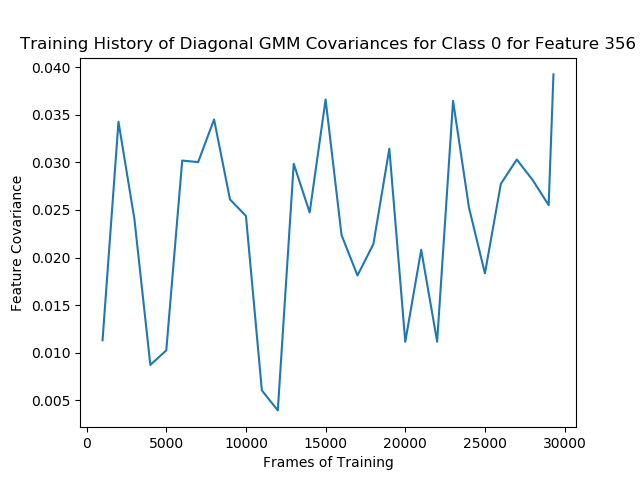 Training History of Diagonal GMM Covariances for Class 0 for Feature 356
0.040
0.035
0.030
0.025
0.020
0.015
0.010
0.005
Feature Covariance
0 5000 10000 15000 20000 25000 30000
Frames of Training